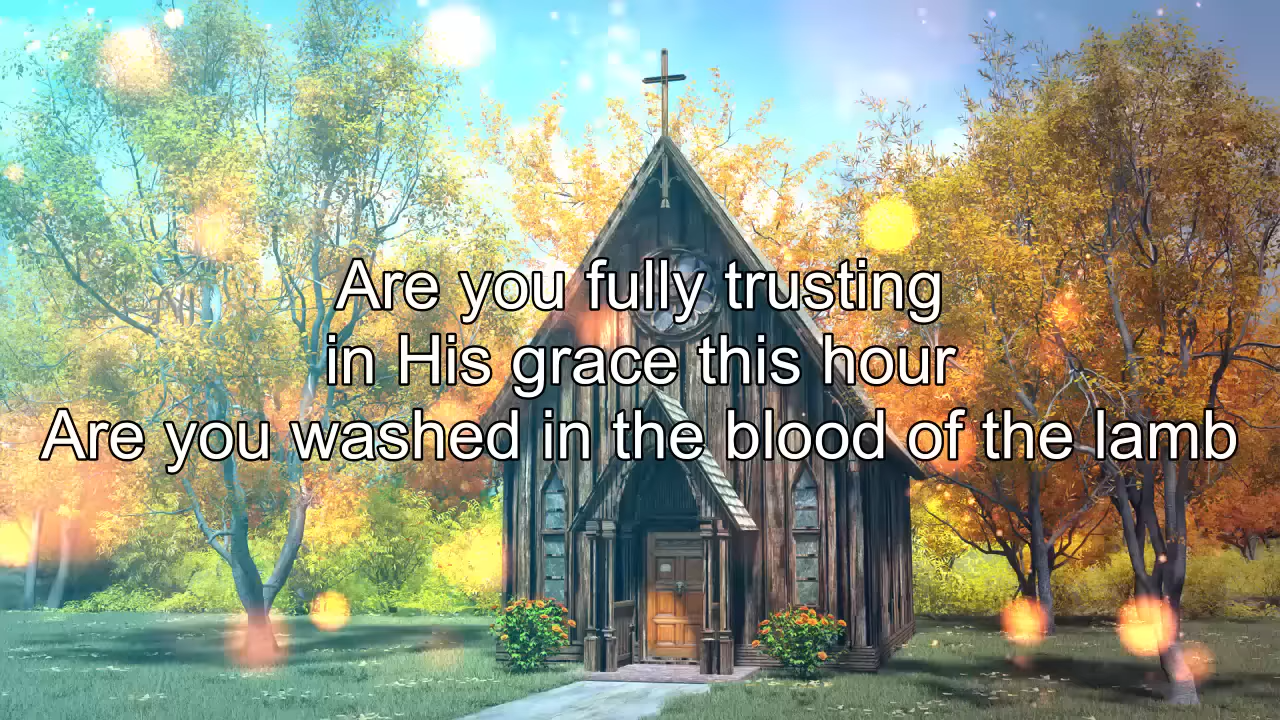 Are you fully trusting
in His grace this hour
Are you washed in the blood of the lamb